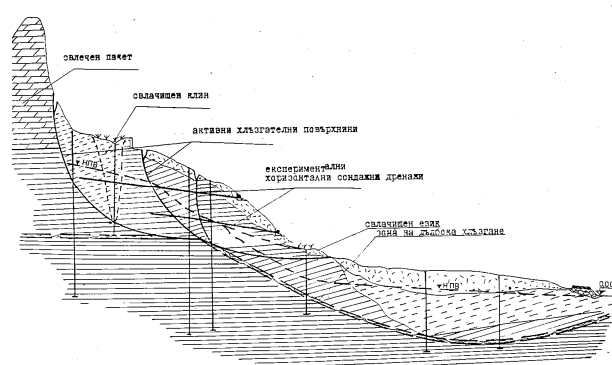 свлечен пакет
свлачищен клин
активни хлъзгателни повърхнини
НПВ
експериментални
хоризонтални сондажни дренажи
свлачищен език
зона на дълбоко хлъзгане
НПВ